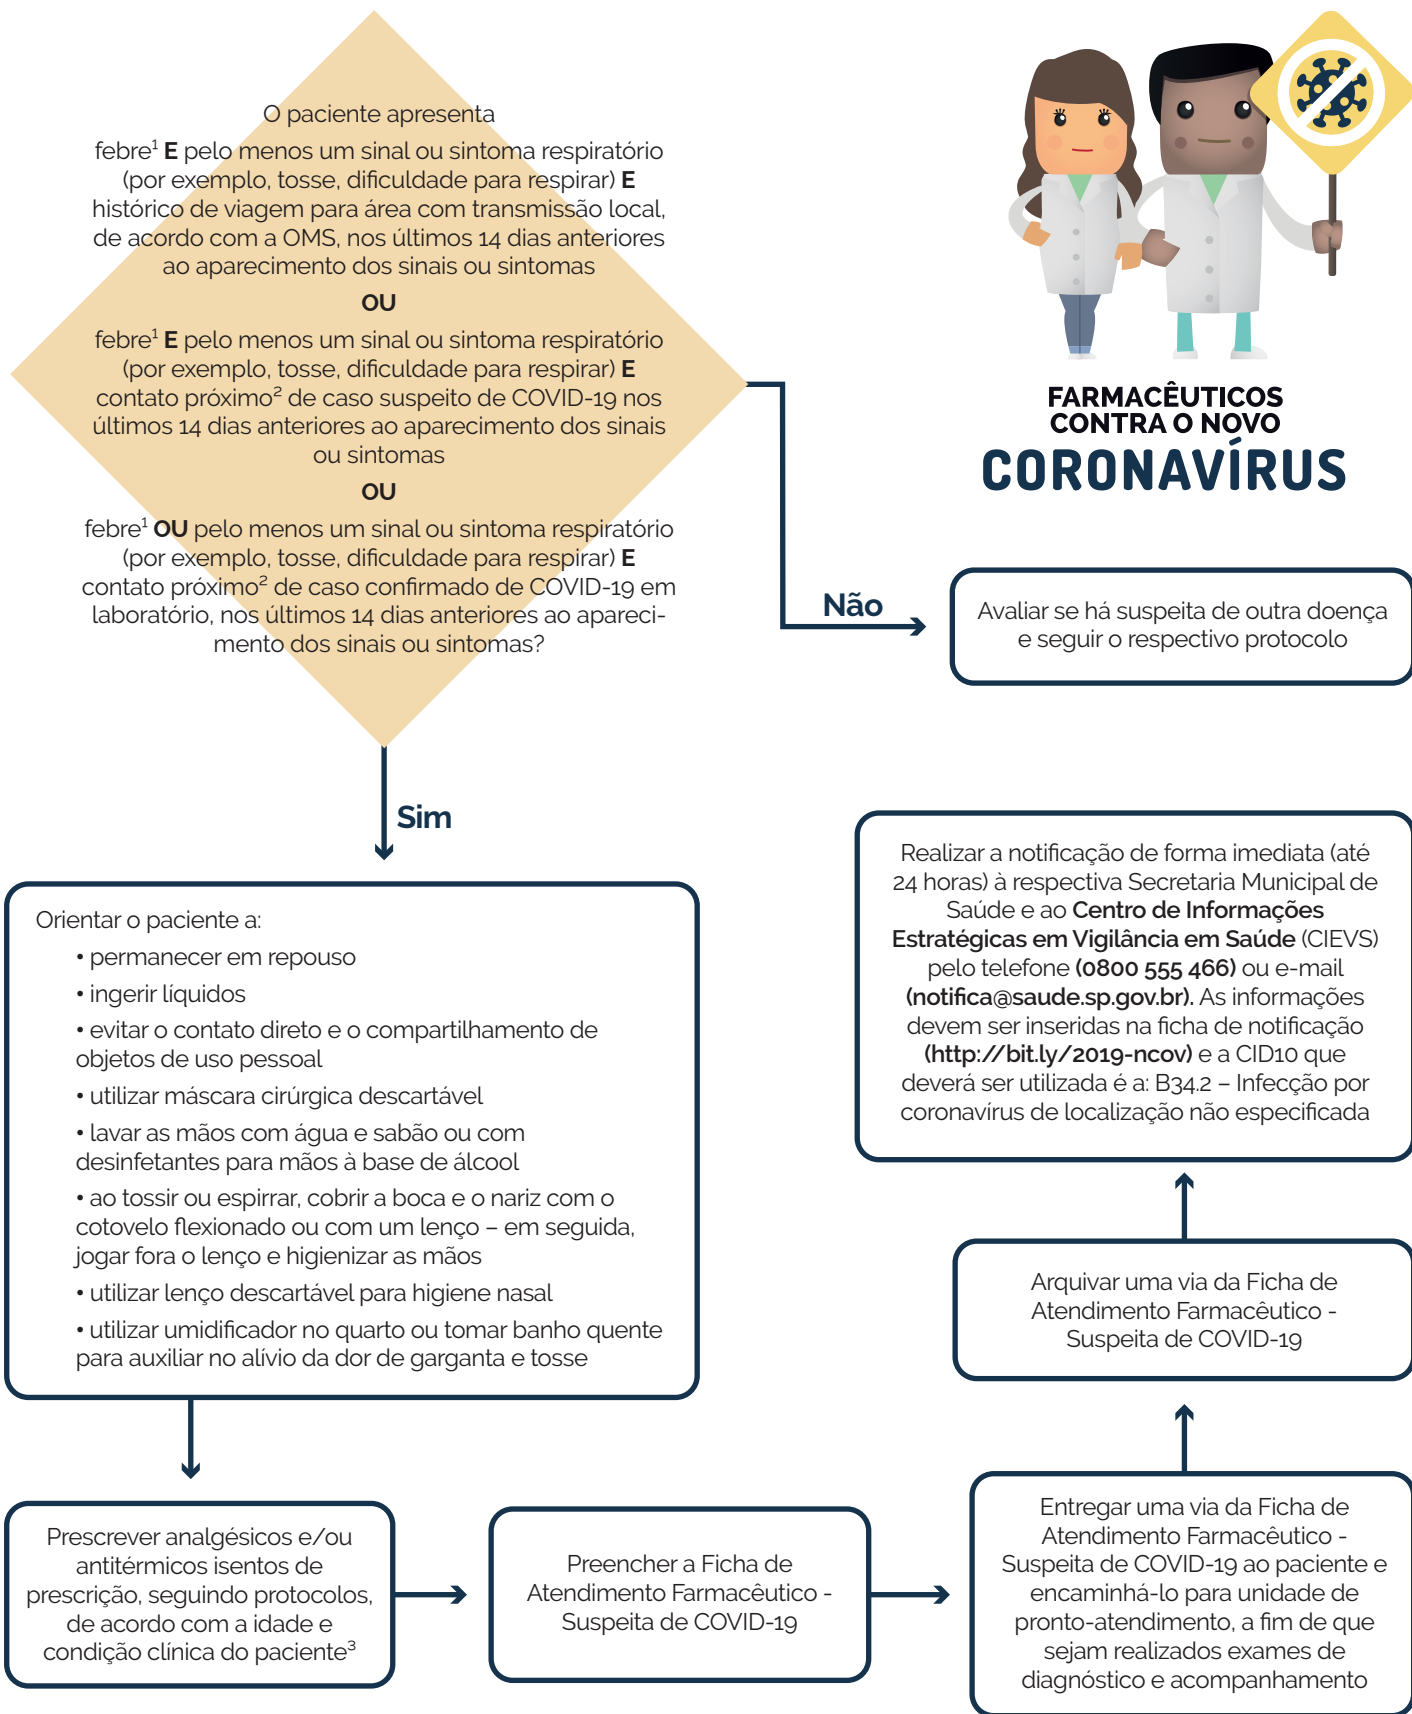 O paciente apresenta
febre¹ E pelo menos um sinal ou sintoma respiratório
(por exemplo, tosse, dificuldade para respirar) E
histórico de viagem para área com transmissão local,
de acordo com a OMS, nos últimos 14 dias anteriores
ao aparecimento dos sinais ou sintomas
OU
febre¹ E pelo menos um sinal ou sintoma respiratório
(por exemplo, tosse, dificuldade para respirar) E
contato próximo² de caso suspeito de COVID-19 nos
últimos 14 dias anteriores ao aparecimento dos sinais
ou sintomas
OU
febre¹ OU pelo menos um sinal ou sintoma respiratório
(por exemplo, tosse, dificuldade para respirar) E
contato próximo² de caso confirmado de COVID-19 em
laboratório, nos últimos 14 dias anteriores ao apareci-
mento dos sinais ou sintomas?
FARMACÊUTICOS
CONTRA O NOVO
CORONAVÍRUS
Não
Avaliar se há suspeita de outra doença
e seguir o respectivo protocolo
Sim
Orientar o paciente a:
• permanecer em repouso
• ingerir líquidos
• evitar o contato direto e o compartilhamento de
objetos de uso pessoal
• utilizar máscara cirúrgica descartável
• lavar as mãos com água e sabão ou com
desinfetantes para mãos à base de álcool
• ao tossir ou espirrar, cobrir a boca e o nariz com o
cotovelo flexionado ou com um lenço – em seguida,
jogar fora o lenço e higienizar as mãos
• utilizar lenço descartável para higiene nasal
• utilizar umidificador no quarto ou tomar banho quente
para auxiliar no alívio da dor de garganta e tosse
Prescrever analgésicos e/ou
antitérmicos isentos de
prescrição, seguindo protocolos,
de acordo com a idade e
condição clínica do paciente³
Preencher a Ficha de
Atendimento Farmacêutico -
Suspeita de COVID-19
Entregar uma via da Ficha de
Atendimento Farmacêutico -
Suspeita de COVID-19 ao paciente e
encaminhá-lo para unidade de
pronto-atendimento, a fim de que
sejam realizados exames de
diagnóstico e acompanhamento
Arquivar uma via da Ficha de
Atendimento Farmacêutico -
Suspeita de COVID-19
Realizar a notificação de forma imediata (até
24 horas) à respectiva Secretaria Municipal de
Saúde e ao Centro de Informações
Estratégicas em Vigilância em Saúde (CIEVS)
pelo telefone (0800 555 466) ou e-mail
(notifica@saude.sp.gov.br). As informações
devem ser inseridas na ficha de notificação
(http://bit.ly/2019-ncov) e a CID10 que
deverá ser utilizada é a: B34.2 – Infecção por
coronavírus de localização não especificada